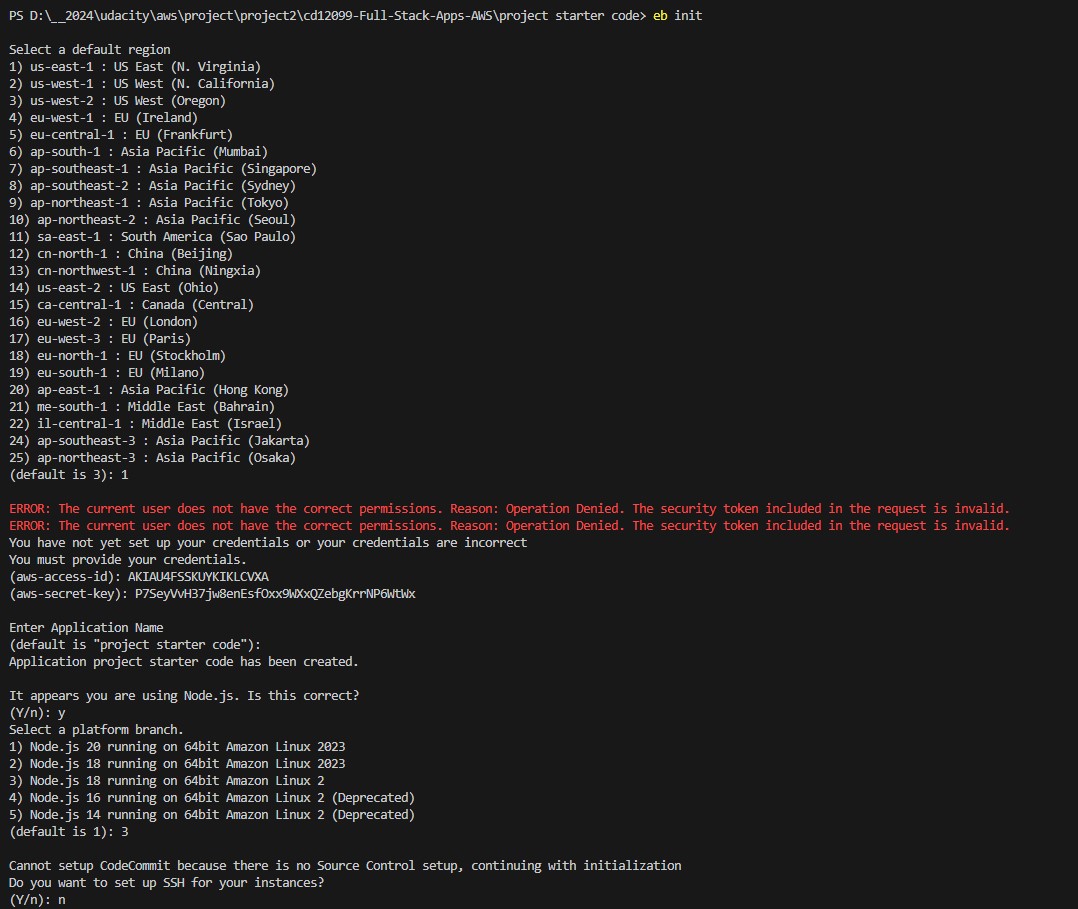 PS D:\__2024\udacity\aws\project\project2\cd12099-Full-Stack-Apps-AWS\project starter code> eb init
Select a default region
1) us-east-1 : US East (N. Virginia)
2) us-west-1 : US West (N. California)
3) us-west-2 : US West (Oregon)
4) eu-west-1 : EU (Ireland)
5) eu-central-1 : EU (Frankfurt)
6) ap-south-1 : Asia Pacific (Mumbai)
7) ap-southeast-1 : Asia Pacific (Singapore)
8) ap-southeast-2 : Asia Pacific (Sydney)
9) ap-northeast-1 : Asia Pacific (Tokyo)
10) ap-northeast-2 : Asia Pacific (Seoul)
11) sa-east-1 : South America (Sao Paulo)
12) cn-north-1 : China (Beijing)
13) cn-northwest-1 : China (Ningxia)
14) us-east-2 : US East (Ohio)
15) ca-central-1 : Canada (Central)
16) eu-west-2 : EU (London)
17) eu-west-3 : EU (Paris)
18) eu-north-1 : EU (Stockholm)
19) eu-south-1 : EU (Milano)
20) ap-east-1 : Asia Pacific (Hong Kong)
21) me-south-1 : Middle East (Bahrain)
22) il-central-1 : Middle East (Israel)
24) ap-southeast-3 : Asia Pacific (Jakarta)
25) ap-northeast-3 : Asia Pacific (Osaka)
(default is 3): 1
ERROR: The current user does not have the correct permissions. Reason: Operation Denied. The security token included in the request is invalid.
ERROR: The current user does not have the correct permissions. Reason: Operation Denied. The security token included in the request is invalid.
You have not yet set up your credentials or your credentials are incorrect
You must provide your credentials.
(aws-access-id): AKIAU4FSSKUYKIKLCVXA
(aws-secret-key): P7SeyVvH37jw8enEsfOxx9WXxQZebgKrrNP6WtWx
Enter Application Name
(default is "project starter code"):
Application project starter code has been created.
It appears you are using Node.js. Is this correct?
(Y/n): y
Select a platform branch.
1) Node.js 20 running on 64bit Amazon Linux 2023
2) Node.js 18 running on 64bit Amazon Linux 2023
3) Node.js 18 running on 64bit Amazon Linux 2
4) Node.js 16 running on 64bit Amazon Linux 2 (Deprecated)
5) Node.js 14 running on 64bit Amazon Linux 2 (Deprecated)
(default is 1): 3
Cannot setup CodeCommit because there is no Source Control setup, continuing with initialization
Do you want to set up SSH for your instances?
(Y/n): n